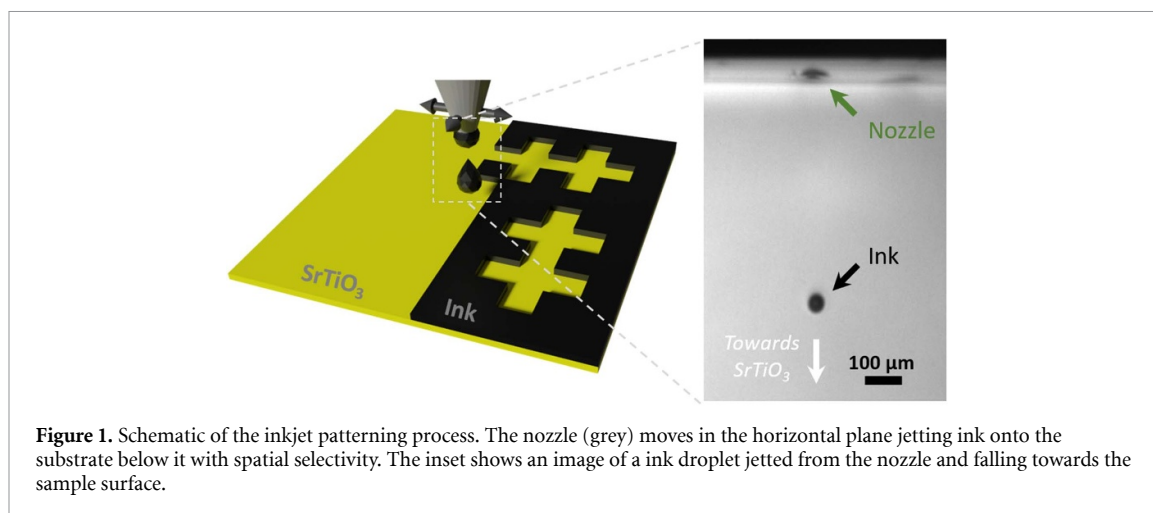 SrTiO₃
Ink
Nozzle
Ink
Towards
SrTiO₃
100 µm
Figure 1. Schematic of the inkjet patterning process. The nozzle (grey) moves in the horizontal plane jetting ink onto the
substrate below it with spatial selectivity. The inset shows an image of a ink droplet jetted from the nozzle and falling towards the
sample surface.